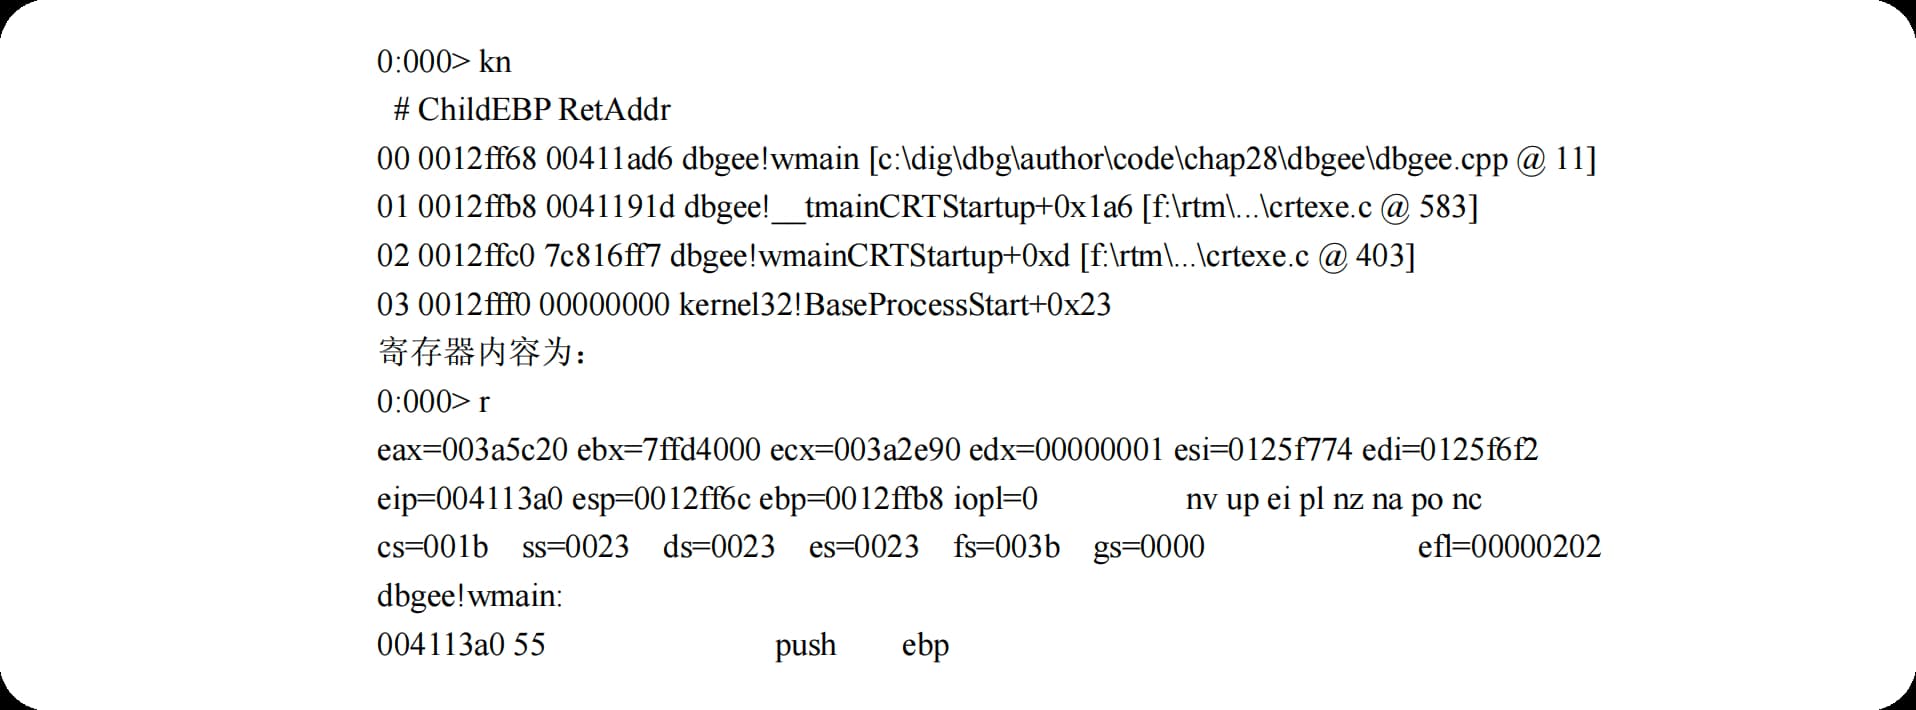 0:000> kn
# ChildEBP RetAddr
00 0012ff68 00411ad6 dbgee!wmain [c:\dig\dbg\author\code\chap28\dbgee\dbgee.cpp @ 11]
01 0012ffb8 0041191d dbgee!__tmainCRTStartup+0x1a6 [f:\rtm\...\crtexe.c @ 583]
02 0012ffc0 7c816ff7 dbgee!wmainCRTStartup+0xd [f:\rtm\...\crtexe.c @ 403]
03 0012fff0 00000000 kernel32!BaseProcessStart+0x23
寄存器内容为：
0:000> r
eax=003a5c20 ebx=7ffd4000 ecx=003a2e90 edx=00000001 esi=0125f774 edi=0125f6f2
eip=004113a0 esp=0012ff6c ebp=0012ffb8 iopl=0 nv up ei pl nz na po nc
cs=001b ss=0023 ds=0023 es=0023 fs=003b gs=0000 efl=00000202
dbgee!wmain:
004113a0 55 push ebp